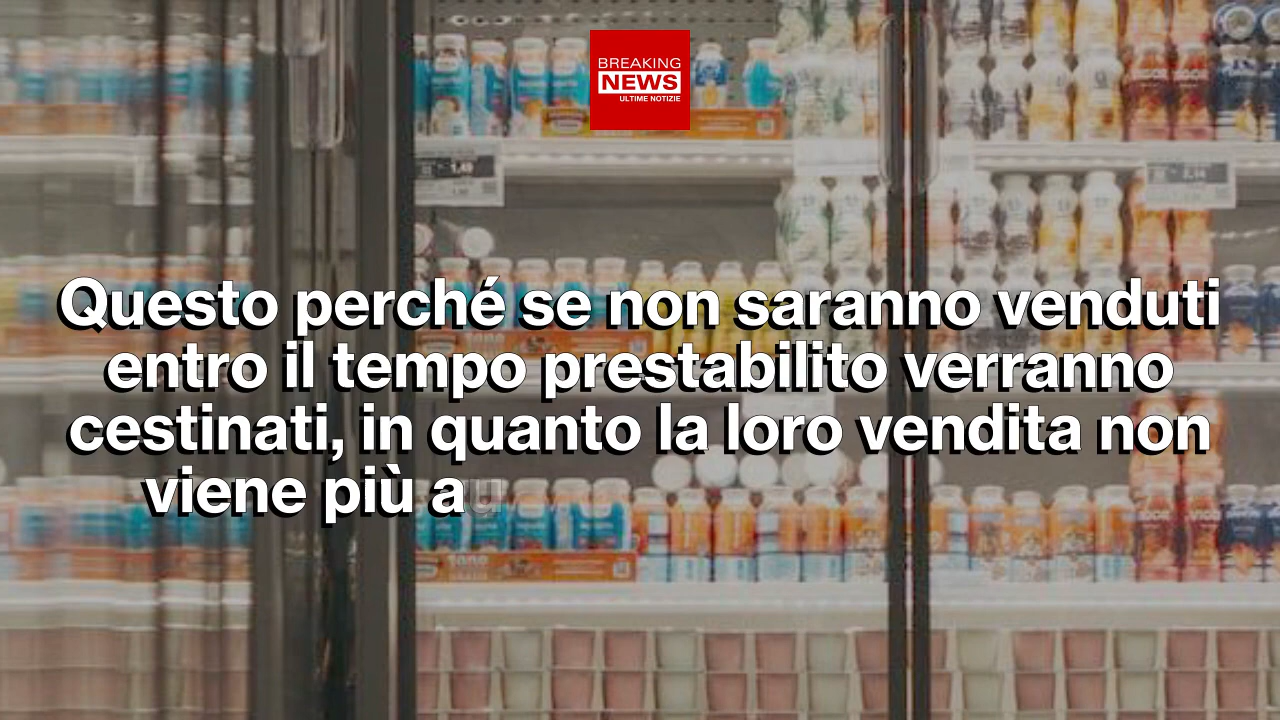 BREAKING
NEWS
ULTIME NOTIZIE
Questo perché se non saranno venduti
entro il tempo prestabilito verranno
cestinati, in quanto la loro vendita non
viene più au